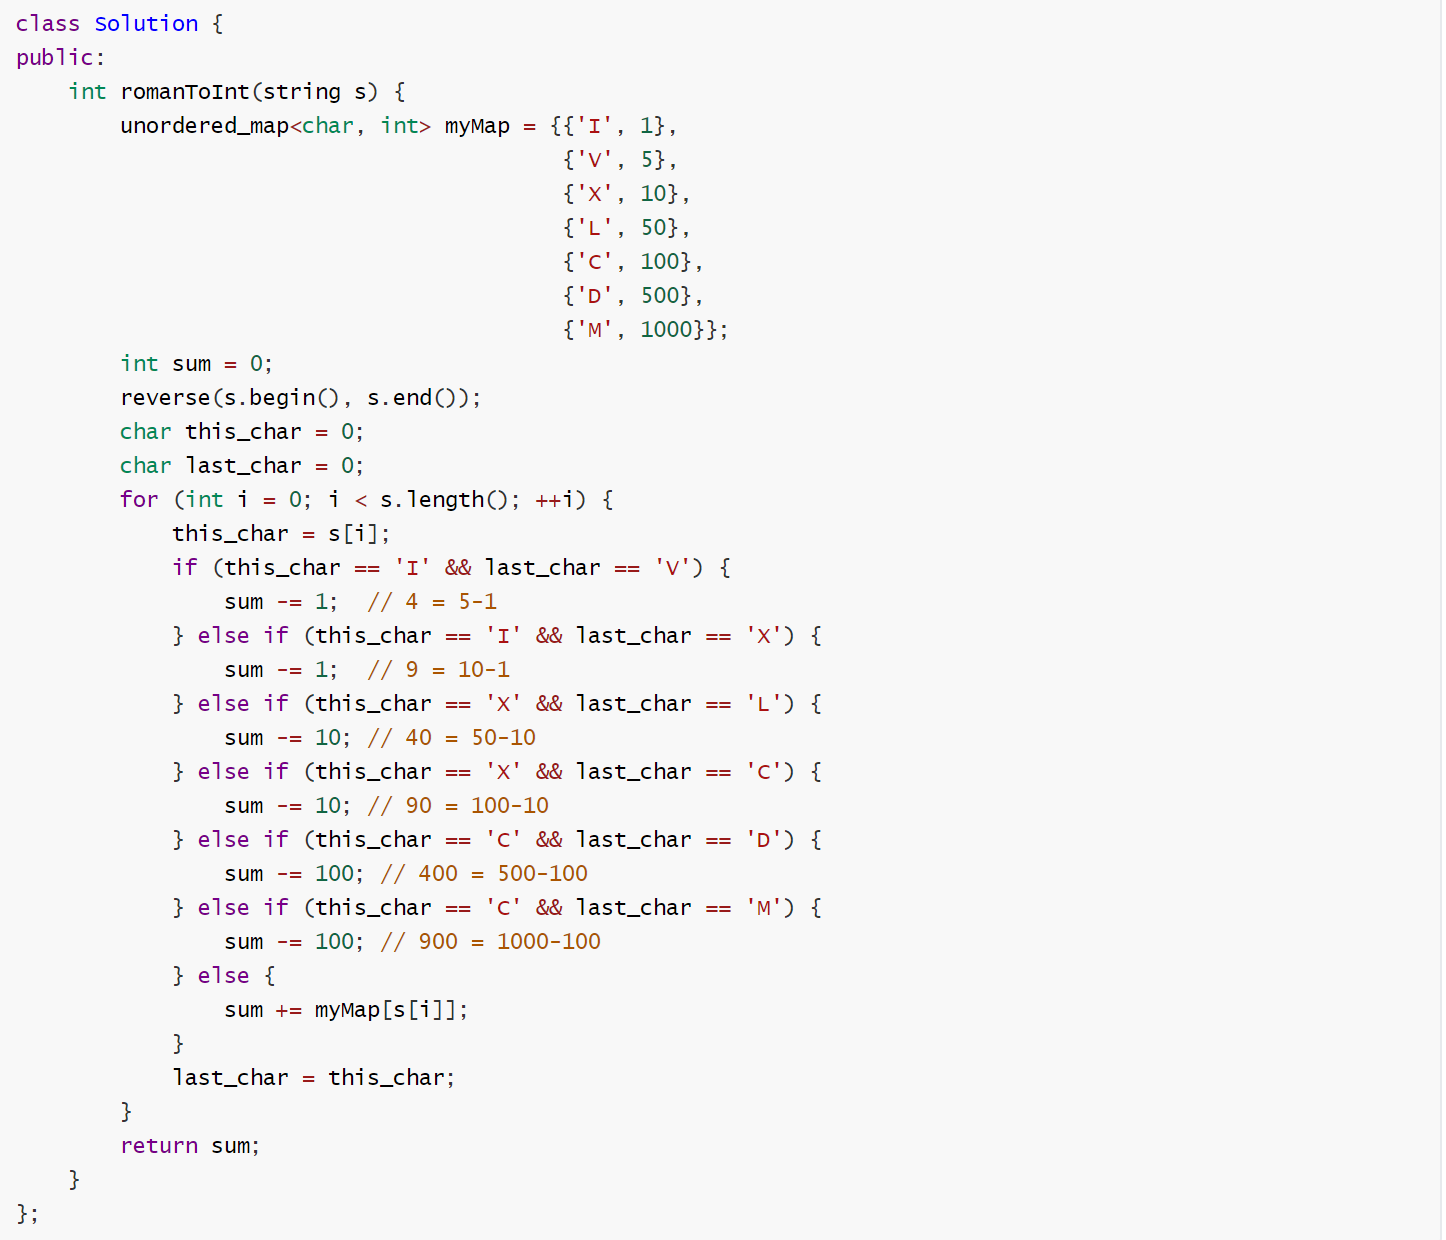 class Solution {
public:
    int romanToInt(string s) {
        unordered_map<char, int> myMap = {{'I', 1},
                                          {'V', 5},
                                          {'X', 10},
                                          {'L', 50},
                                          {'C', 100},
                                          {'D', 500},
                                          {'M', 1000}};
        int sum = 0;
        reverse(s.begin(), s.end());
        char this_char = 0;
        char last_char = 0;
        for (int i = 0; i < s.length(); ++i) {
            this_char = s[i];
            if (this_char == 'I' && last_char == 'V') {
                sum -= 1;  // 4 = 5-1
            } else if (this_char == 'I' && last_char == 'X') {
                sum -= 1;  // 9 = 10-1
            } else if (this_char == 'X' && last_char == 'L') {
                sum -= 10; // 40 = 50-10
            } else if (this_char == 'X' && last_char == 'C') {
                sum -= 10; // 90 = 100-10
            } else if (this_char == 'C' && last_char == 'D') {
                sum -= 100; // 400 = 500-100
            } else if (this_char == 'C' && last_char == 'M') {
                sum -= 100; // 900 = 1000-100
            } else {
                sum += myMap[s[i]];
            }
            last_char = this_char;
        }
        return sum;
    }
};